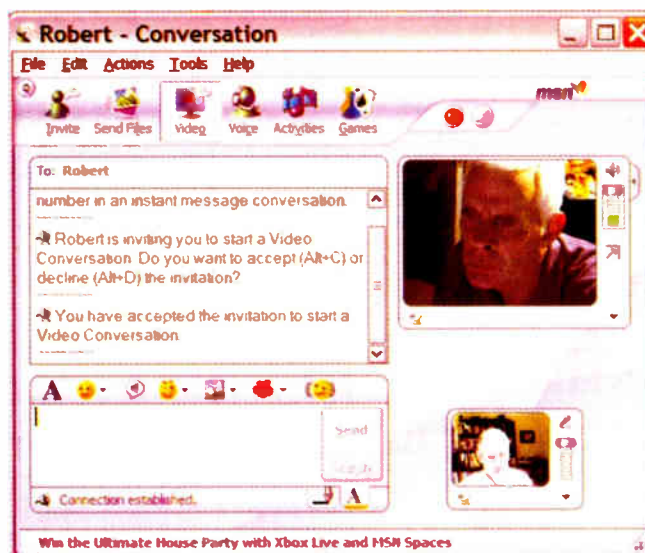 Robert - Conversation
File Edit Actions Tools Help
msn
Invite Send Files Video Voice Activities Games
To: Robert
number in an instant message conversation.
Robert is inviting you to start a Video
Conversation. Do you want to accept (Alt+C) or
decline (Alt+D) the invitation?
You have accepted the invitation to start a
Video Conversation.
A
Send
Search
Connection established.
A
Win the Ultimate House Party with Xbox Live and MSN Spaces